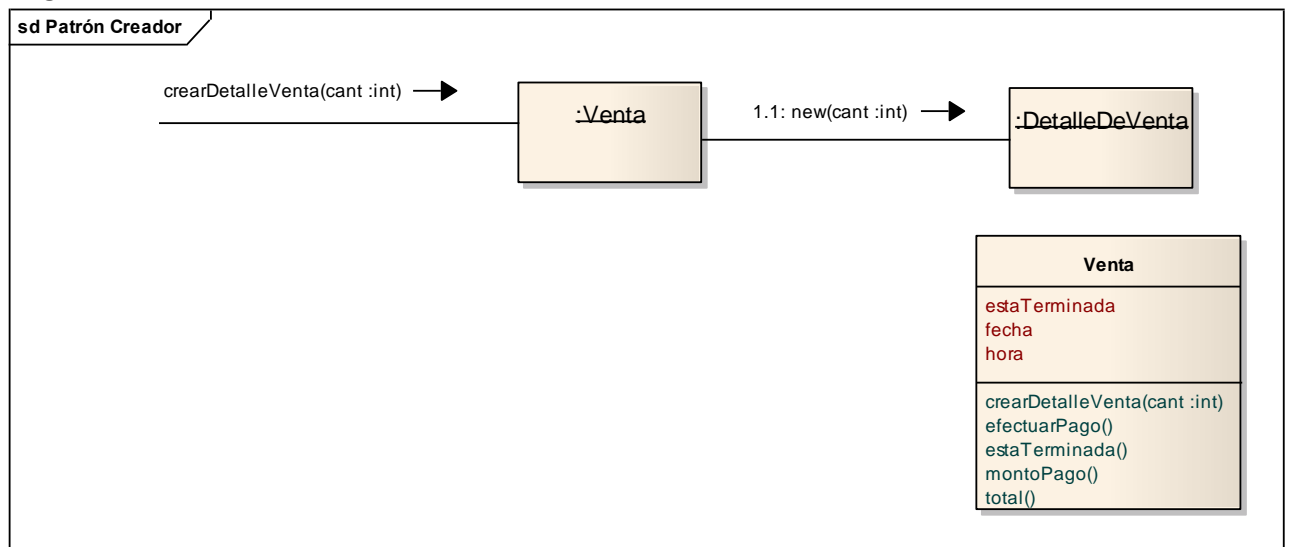 sd Patrón Creador
crearDetalleVenta(cant :int)
:Venta
1.1: new(cant :int)
:DetalleDeVenta
Venta
estaTerminada
fecha
hora
crearDetalleVenta(cant :int)
efectuarPago()
estaTerminada()
montoPago()
total()